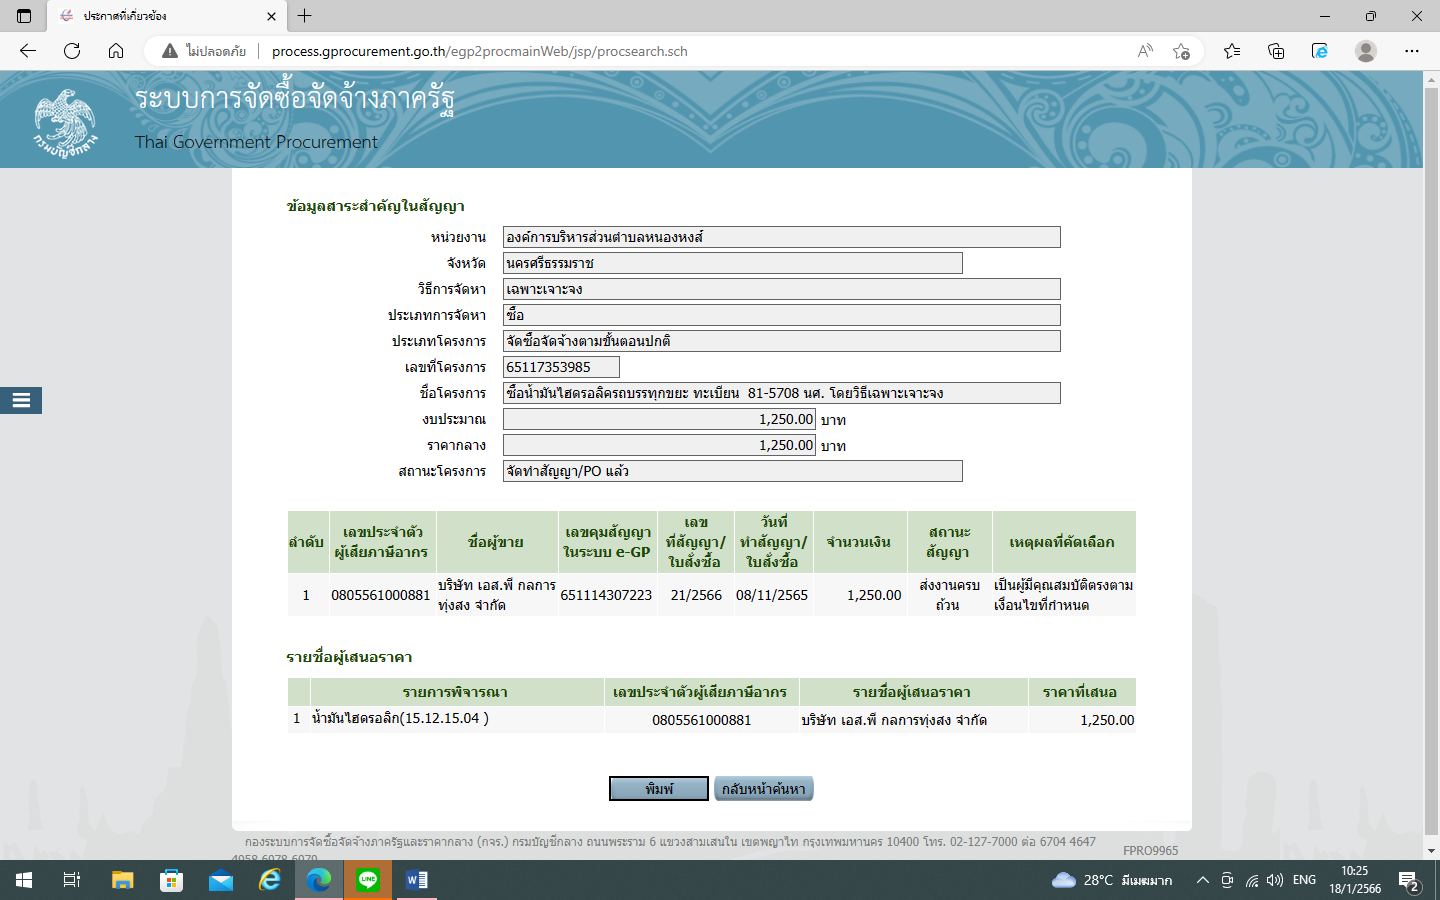 ประกาศที่เกี่ยวข้อง
ไม่ปลอดภัย process.gprocurement.go.th/egp2procmainWeb/jsp/procsearch.sch
ระบบการจัดซื้อจัดจ้างภาครัฐ
Thai Government Procurement
กรมบัญชีกลาง
ข้อมูลสาระสำคัญในสัญญา
หน่วยงาน องค์การบริหารส่วนตำบลหนองหงส์
จังหวัด นครศรีธรรมราช
วิธีการจัดหา เฉพาะเจาะจง
ประเภทการจัดหา ซื้อ
ประเภทโครงการ จัดซื้อจัดจ้างตามขั้นตอนปกติ
เลขที่โครงการ 65117353985
ชื่อโครงการ ซื้อน้ำมันไฮดรอลิครถบรรทุกขยะ ทะเบียน 81-5708 นศ. โดยวิธีเฉพาะเจาะจง
งบประมาณ 1,250.00 บาท
ราคากลาง 1,250.00 บาท
สถานะโครงการ จัดทำสัญญา/PO แล้ว
ลำดับ เลขประจำตัวผู้เสียภาษีอากร ชื่อผู้ขาย เลขคุมสัญญาในระบบ e-GP เลขที่สัญญา/ใบสั่งซื้อ วันที่ทำสัญญา/ใบสั่งซื้อ จำนวนเงิน สถานะสัญญา เหตุผลที่คัดเลือก
1 0805561000881 บริษัท เอส.พี กลการทุ่งสง จำกัด 651114307223 21/2566 08/11/2565 1,250.00 ส่งงานครบถ้วน เป็นผู้มีคุณสมบัติตรงตามเงื่อนไขที่กำหนด
รายชื่อผู้เสนอราคา
รายการพิจารณา เลขประจำตัวผู้เสียภาษีอากร รายชื่อผู้เสนอราคา ราคาที่เสนอ
1 น้ำมันไฮดรอลิก(15.12.15.04 ) 0805561000881 บริษัท เอส.พี กลการทุ่งสง จำกัด 1,250.00
พิมพ์ กลับหน้าค้นหา
กองระบบการจัดซื้อจัดจ้างภาครัฐและราคากลาง (กจร.) กรมบัญชีกลาง ถนนพระราม 6 แขวงสามเสนใน เขตพญาไท กรุงเทพมหานคร 10400 โทร. 02-127-7000 ต่อ 6704 4647
4958 6978 6979
FPRO9965
LINE
28°C มีเมฆมาก ENG 10:25
18/1/2566
2